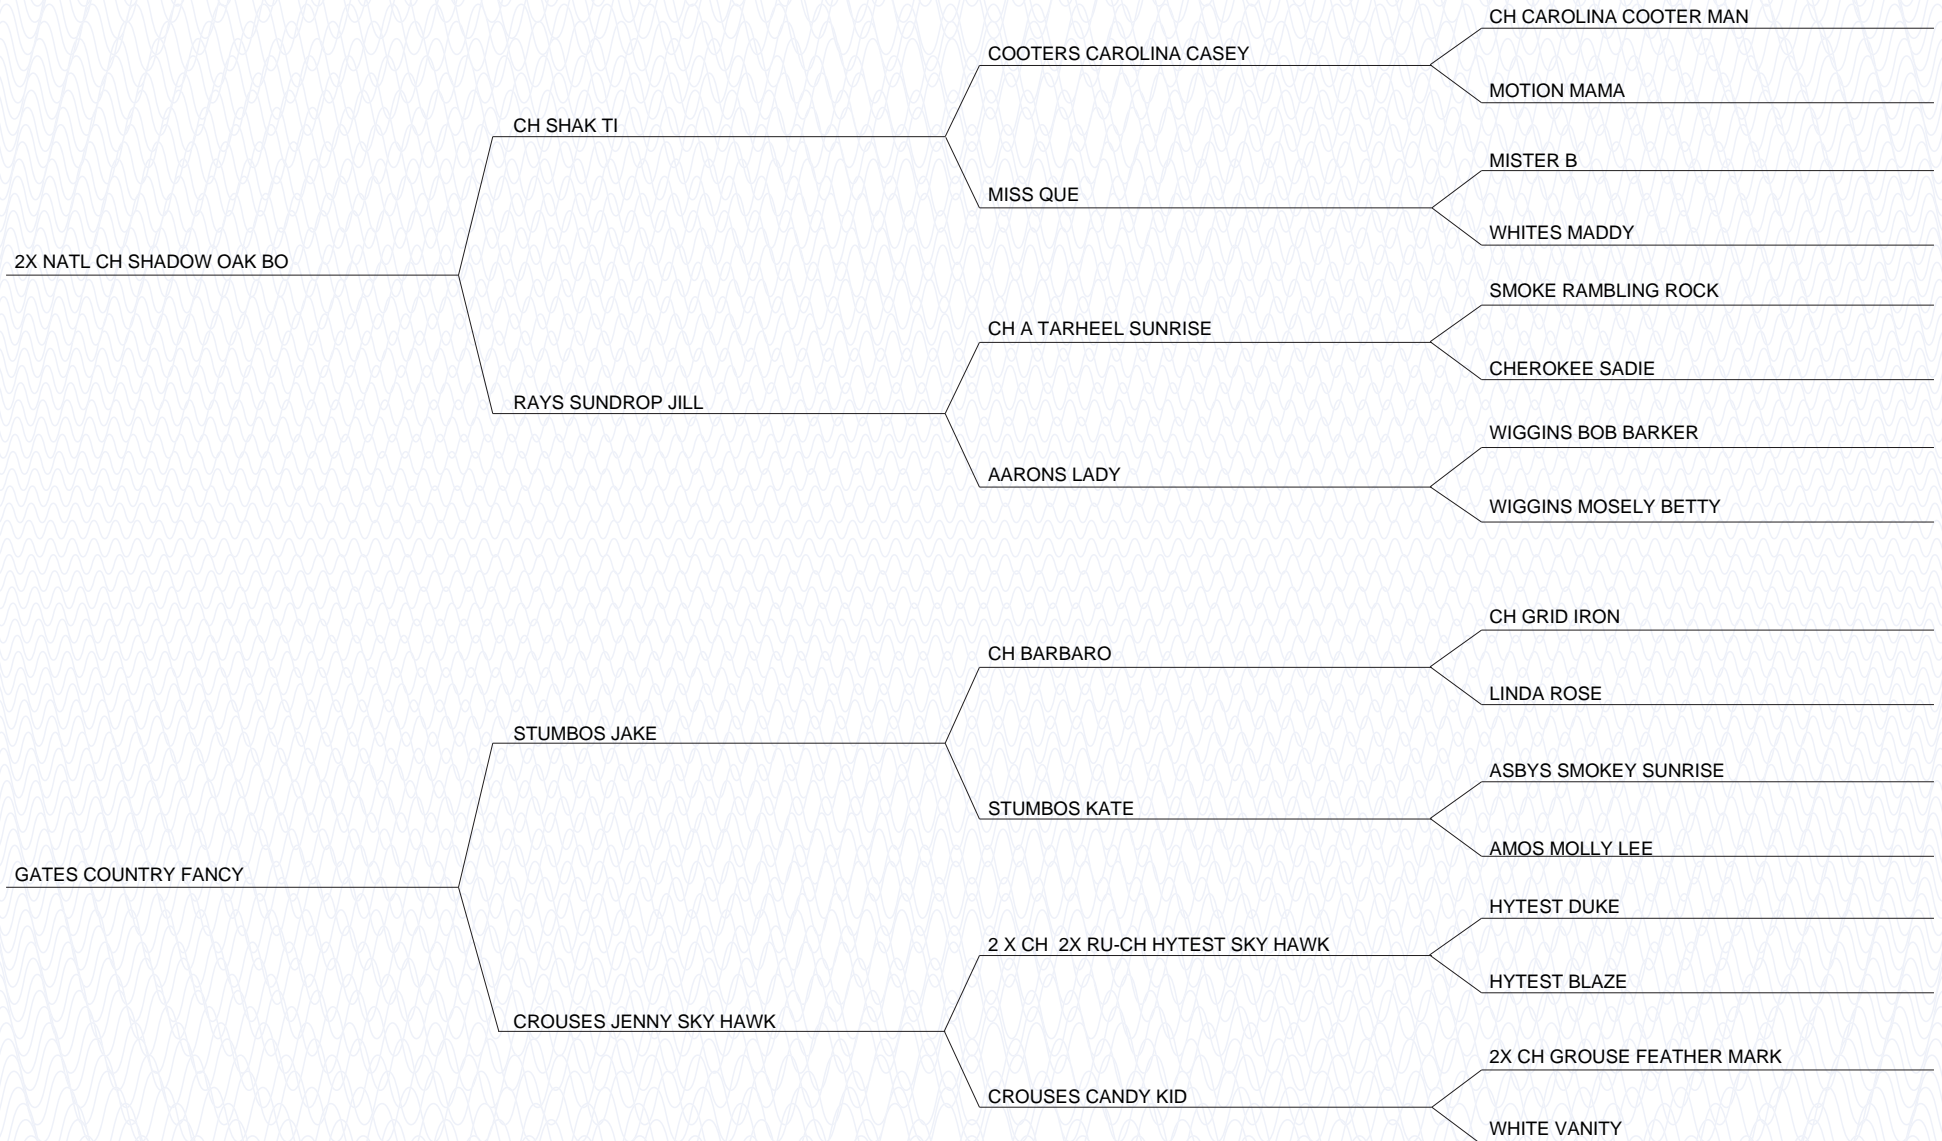 CH CAROLINA COOTER MAN
COOTERS CAROLINA CASEY
MOTION MAMA
CH SHAK TI
MISTER B
MISS QUE
WHITES MADDY
2X NATL CH SHADOW OAK BO
SMOKE RAMBLING ROCK
CH A TARHEEL SUNRISE
CHEROKEE SADIE
RAYS SUNDROP JILL
WIGGINS BOB BARKER
AARONS LADY
WIGGINS MOSELY BETTY
CH GRID IRON
CH BARBARO
LINDA ROSE
STUMBOS JAKE
ASBYS SMOKEY SUNRISE
STUMBOS KATE
AMOS MOLLY LEE
GATES COUNTRY FANCY
HYTEST DUKE
2 X CH  2X RU-CH HYTEST SKY HAWK
HYTEST BLAZE
CROUSES JENNY SKY HAWK
2X CH GROUSE FEATHER MARK
CROUSES CANDY KID
WHITE VANITY